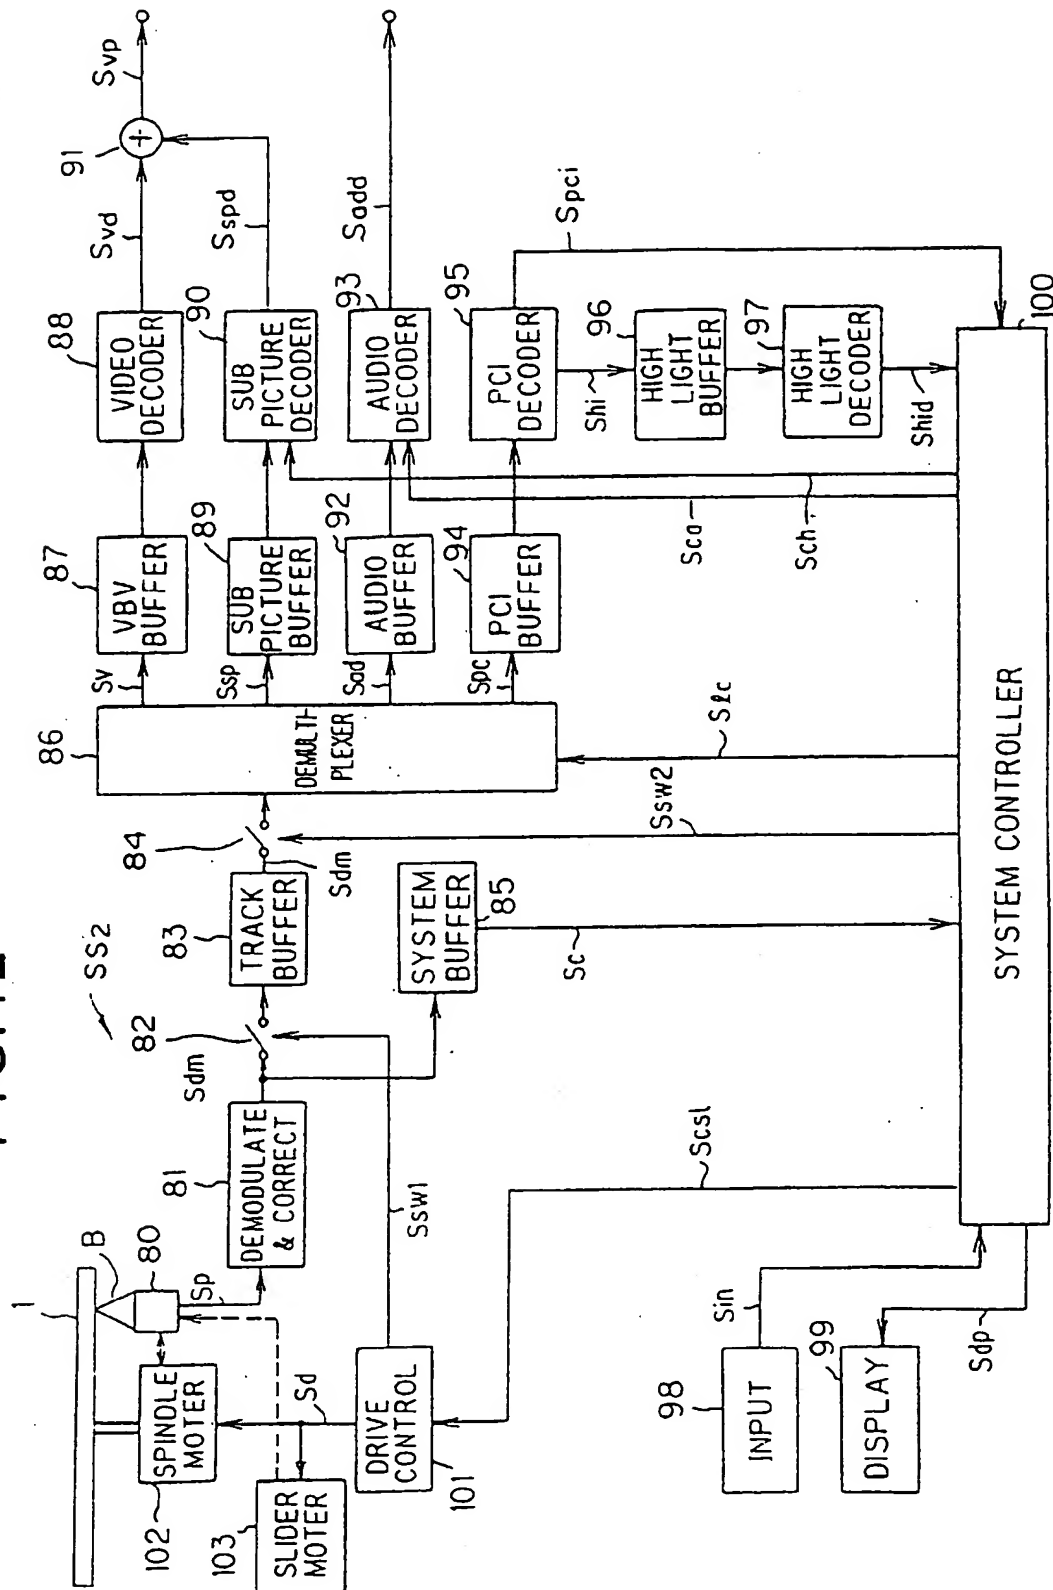 SS2
1
B
80
Sp
SPINDLE
MOTER
102
SLIDER
MOTER
103
Sd
DRIVE
CONTROL
101
Ssw1
DEMODULATE
& CORRECT
81
Sdm
82
TRACK
BUFFER
83
Sdm
84
SYSTEM
BUFFER
85
Sc
DEMULTI-
PLEXER
86
Slc
Ssw2
Sv
Ssp
Sad
Spc
VBV
BUFFER
87
SUB
PICTURE
BUFFER
89
AUDIO
BUFFER
92
PCI
BUFFER
94
VIDEO
DECODER
88
SUB
PICTURE
DECODER
90
AUDIO
DECODER
93
PCI
DECODER
95
Svd
91
Svp
Sspd
Sadd
Spci
Shi
HIGH
LIGHT
BUFFER
96
HIGH
LIGHT
DECODER
97
Shid
Sca
Sch
Scsl
INPUT
98
Sin
DISPLAY
99
Sdp
SYSTEM CONTROLLER
100